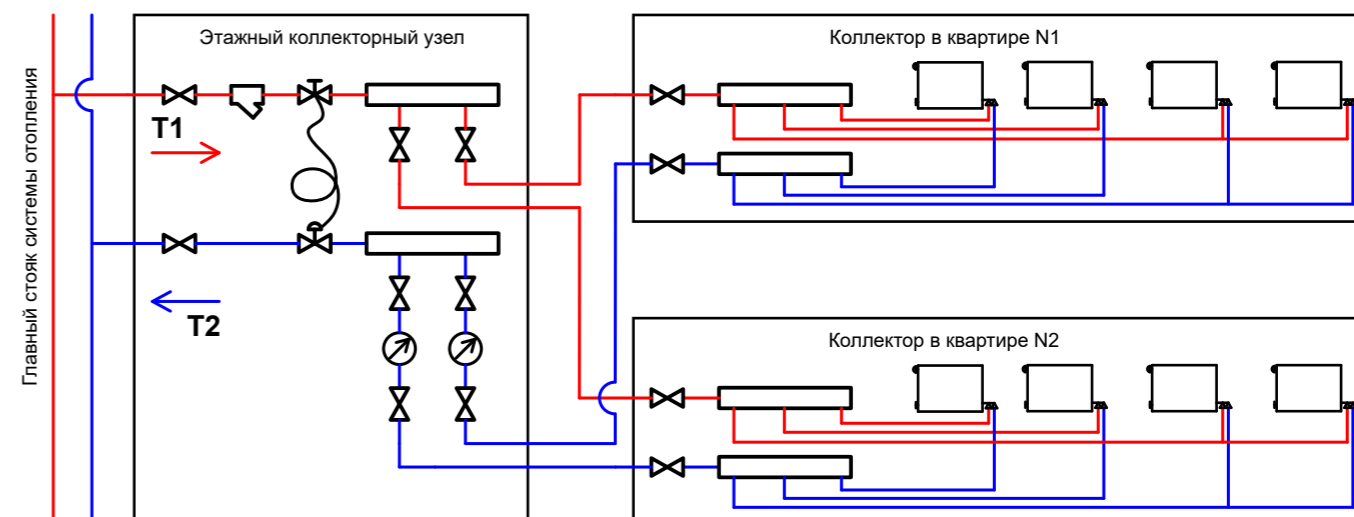 Главный стояк системы отопления
Этажный коллекторный узел
T1
T2
Коллектор в квартире N1
Коллектор в квартире N2